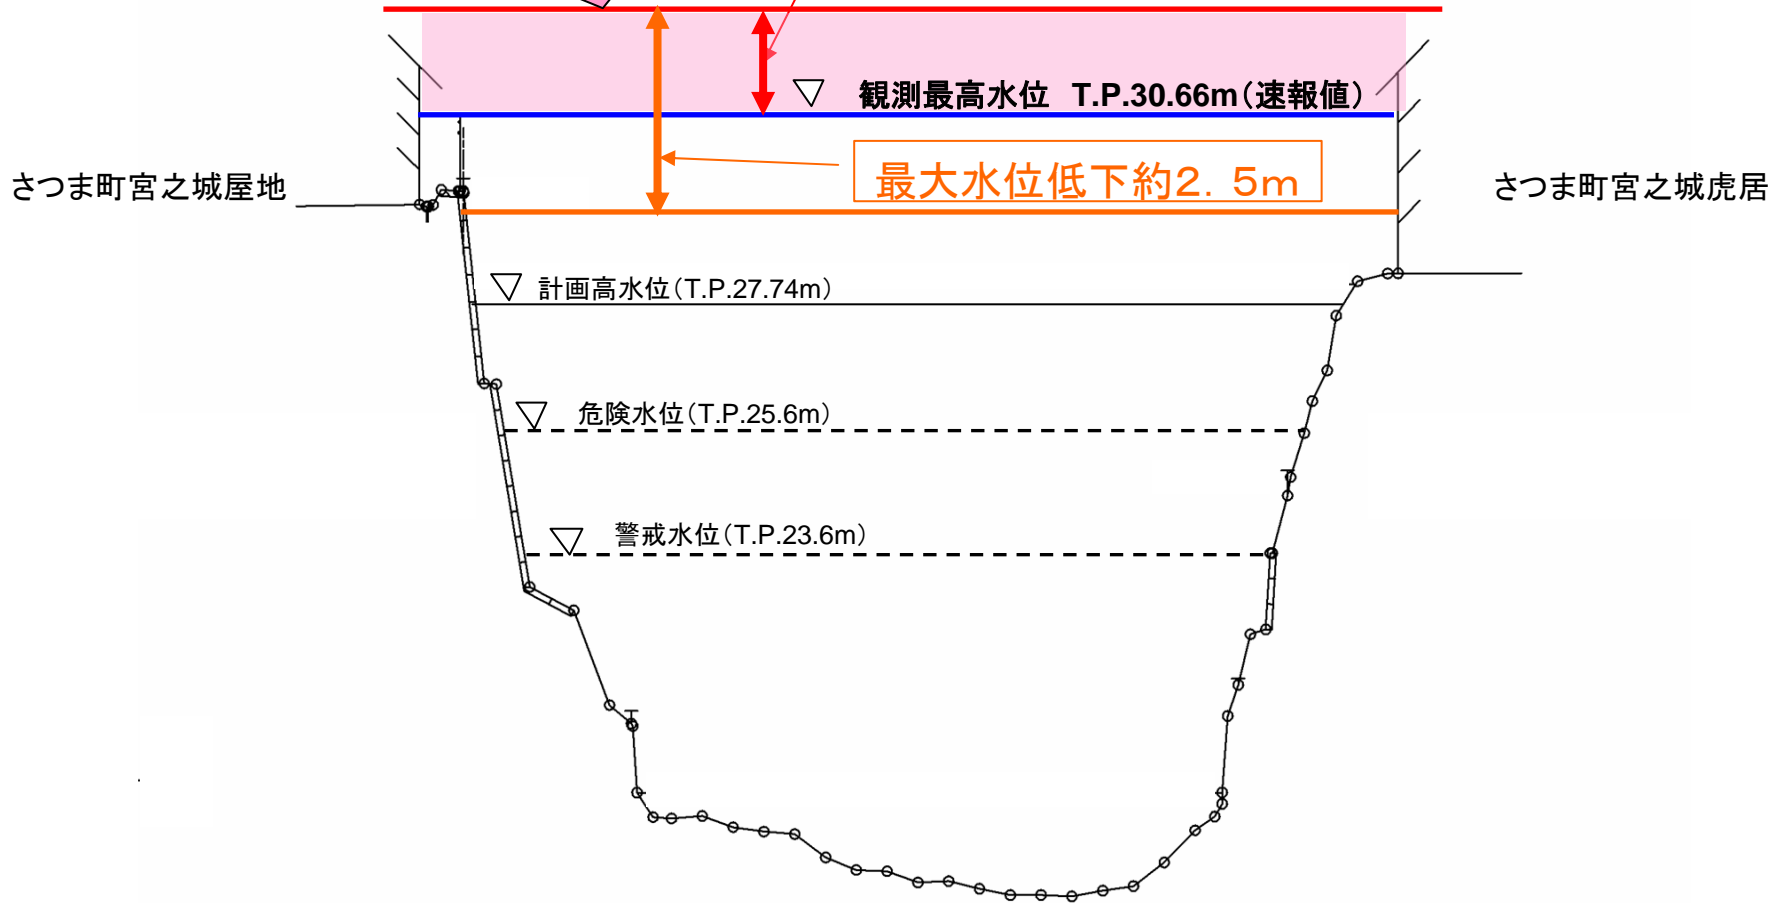 観測最高水位 T.P.30.66m(速報値)
最大水位低下約2.5m
さつま町宮之城屋地
さつま町宮之城虎居
計画高水位(T.P.27.74m)
危険水位(T.P.25.6m)
警戒水位(T.P.23.6m)